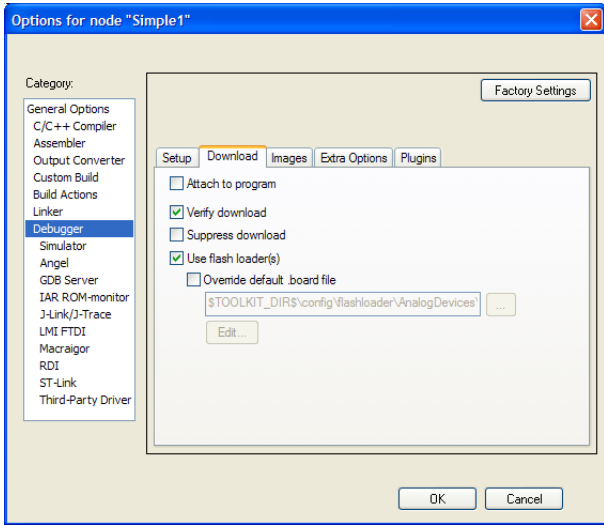 Options for node "Simple1"
Category:
Factory Settings
General Options
C/C++ Compiler
Assembler
Output Converter
Custom Build
Build Actions
Linker
Debugger
Simulator
Angel
GDB Server
IAR ROM-monitor
J-Link/J-Trace
LMI FTDI
Macraigor
RDI
ST-Link
Third-Party Driver
Setup Download Images Extra Options Plugins
Attach to program
Verify download
Suppress download
Use flash loader(s)
Override default .board file
$TOOLKIT_DIR$\config\flashloader\AnalogDevices\
...
Edit...
OK Cancel